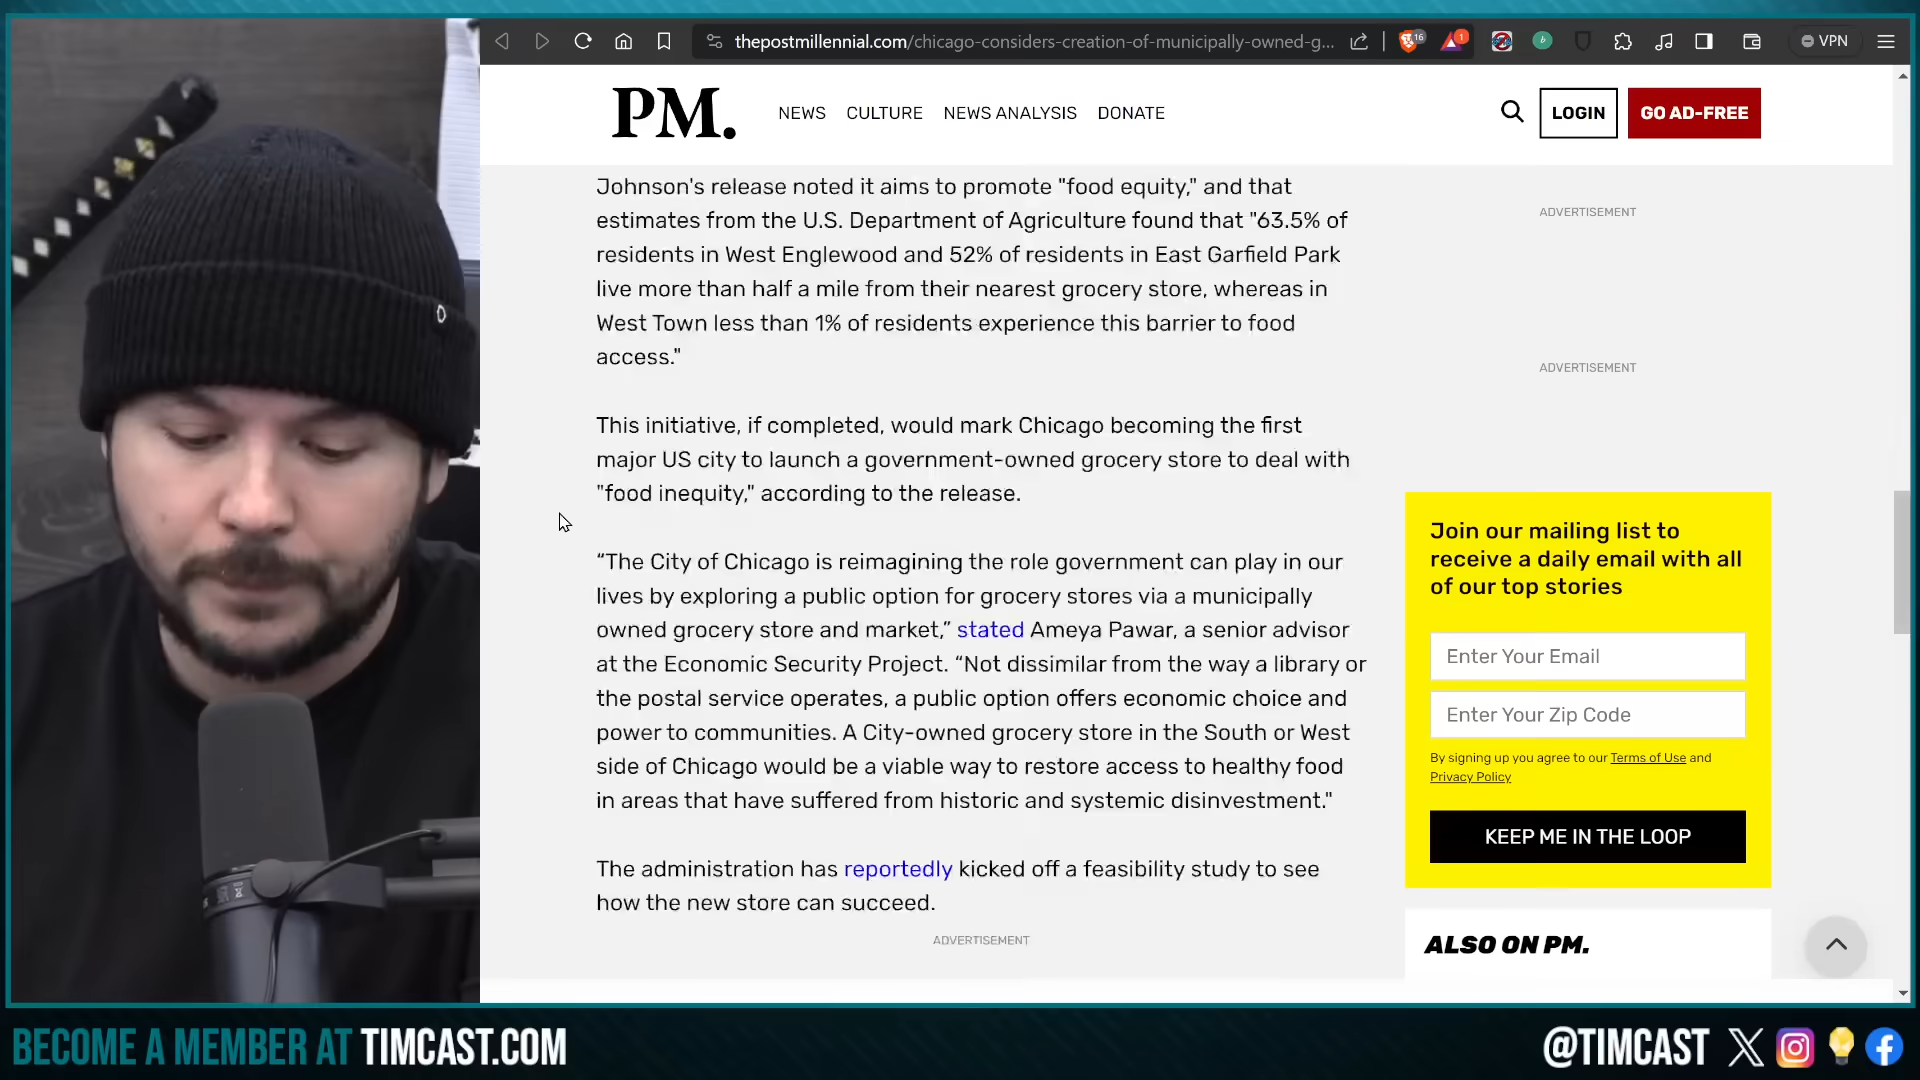 thepostmillennial.com/chicago-considers-creation-of-municipally-owned-g...
16
1
VPN
PM.
NEWS
CULTURE
NEWS ANALYSIS
DONATE
LOGIN
GO AD-FREE
Johnson's release noted it aims to promote "food equity," and that
estimates from the U.S. Department of Agriculture found that "63.5% of
residents in West Englewood and 52% of residents in East Garfield Park
live more than half a mile from their nearest grocery store, whereas in
West Town less than 1% of residents experience this barrier to food
access."
This initiative, if completed, would mark Chicago becoming the first
major US city to launch a government-owned grocery store to deal with
"food inequity," according to the release.
“The City of Chicago is reimagining the role government can play in our
lives by exploring a public option for grocery stores via a municipally
owned grocery store and market,” stated Ameya Pawar, a senior advisor
at the Economic Security Project. “Not dissimilar from the way a library or
the postal service operates, a public option offers economic choice and
power to communities. A City-owned grocery store in the South or West
side of Chicago would be a viable way to restore access to healthy food
in areas that have suffered from historic and systemic disinvestment."
The administration has reportedly kicked off a feasibility study to see
how the new store can succeed.
ADVERTISEMENT
ADVERTISEMENT
ADVERTISEMENT
Join our mailing list to
receive a daily email with all
of our top stories
Enter Your Email
Enter Your Zip Code
By signing up you agree to our Terms of Use and
Privacy Policy
KEEP ME IN THE LOOP
ALSO ON PM.
BECOME A MEMBER AT TIMCAST.COM
@TIMCAST